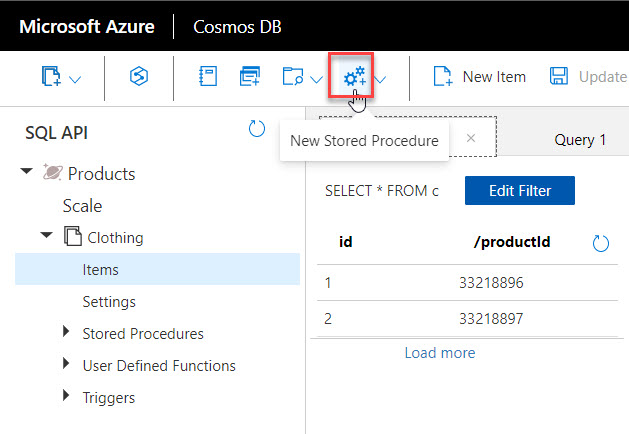 Microsoft Azure | Cosmos DB
New Item Update
SQL API
New Stored Procedure
Query 1
Products
SELECT * FROM c Edit Filter
Scale
Clothing
id /productId
Items
1 33218896
Settings
2 33218897
Stored Procedures
Load more
User Defined Functions
Triggers